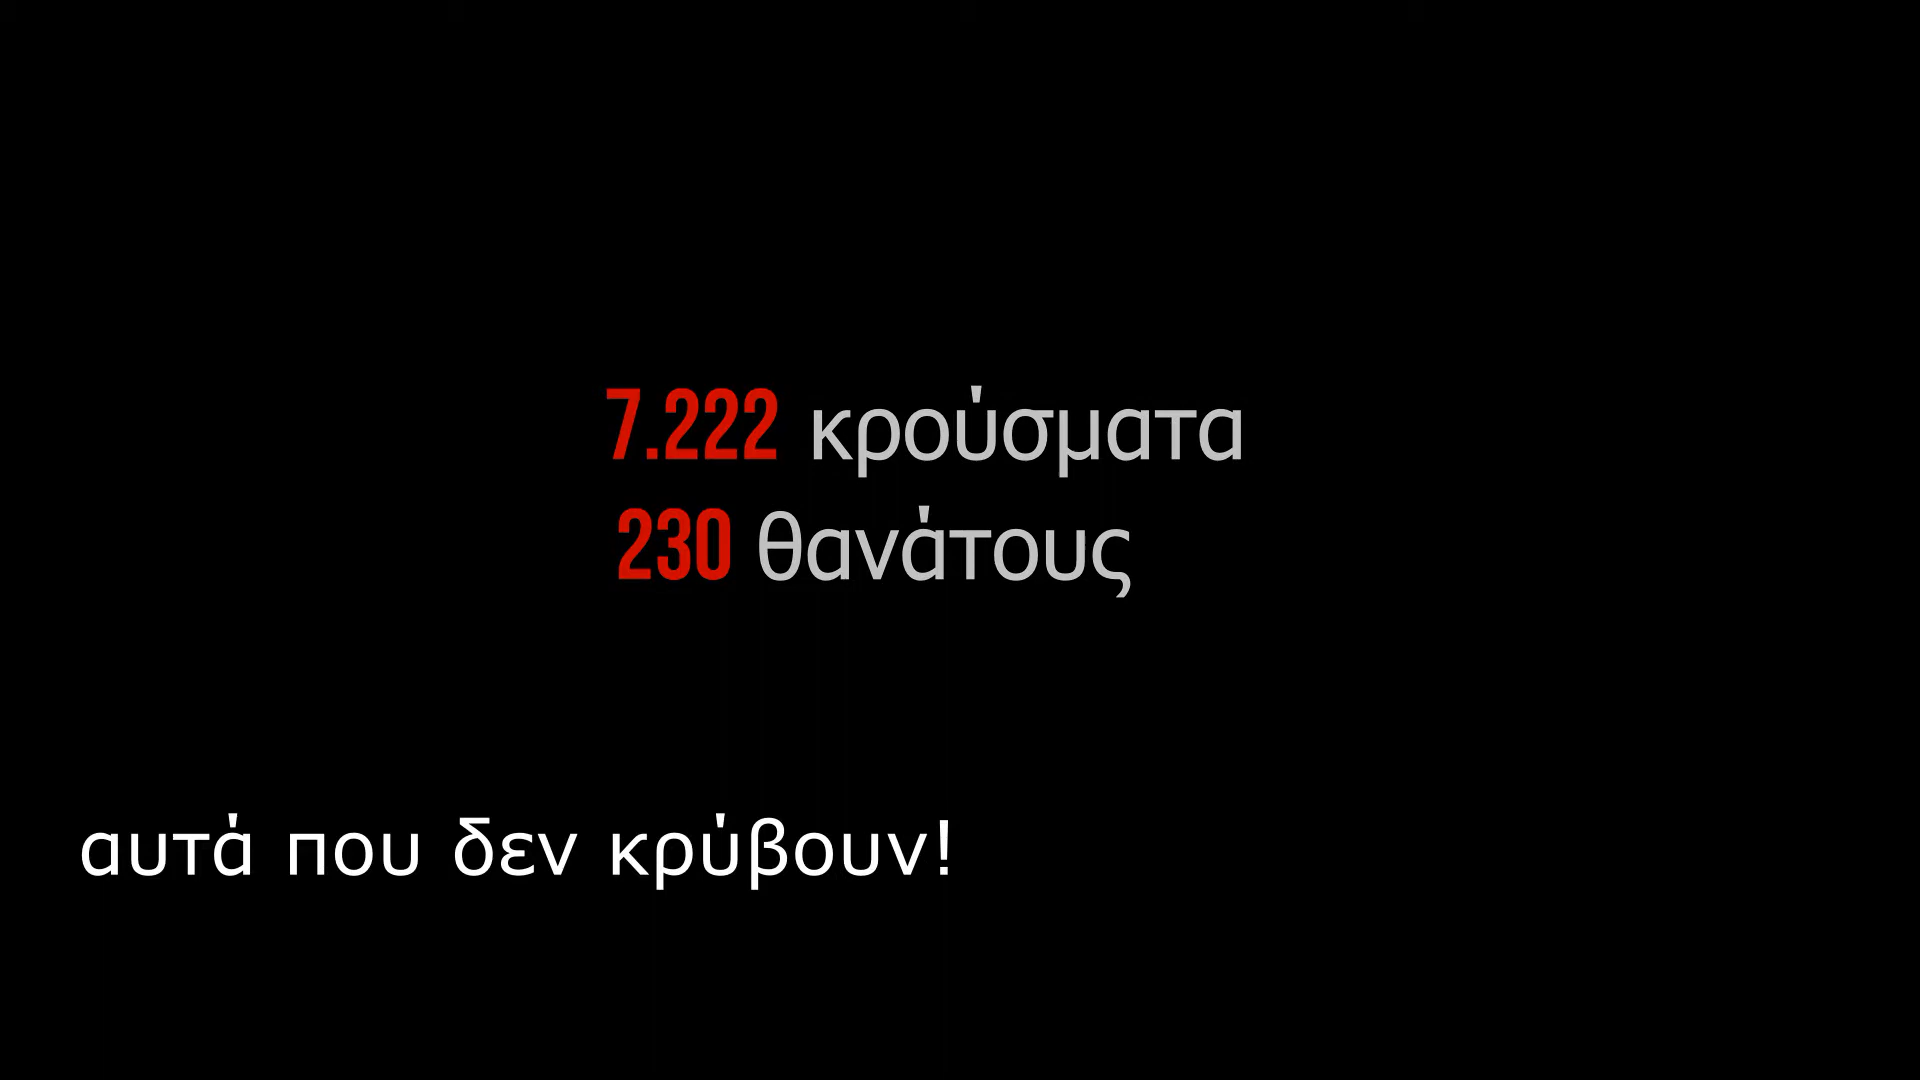 7.222 κρούσματα
230 θανάτους
αυτά που δεν κρύβουν!